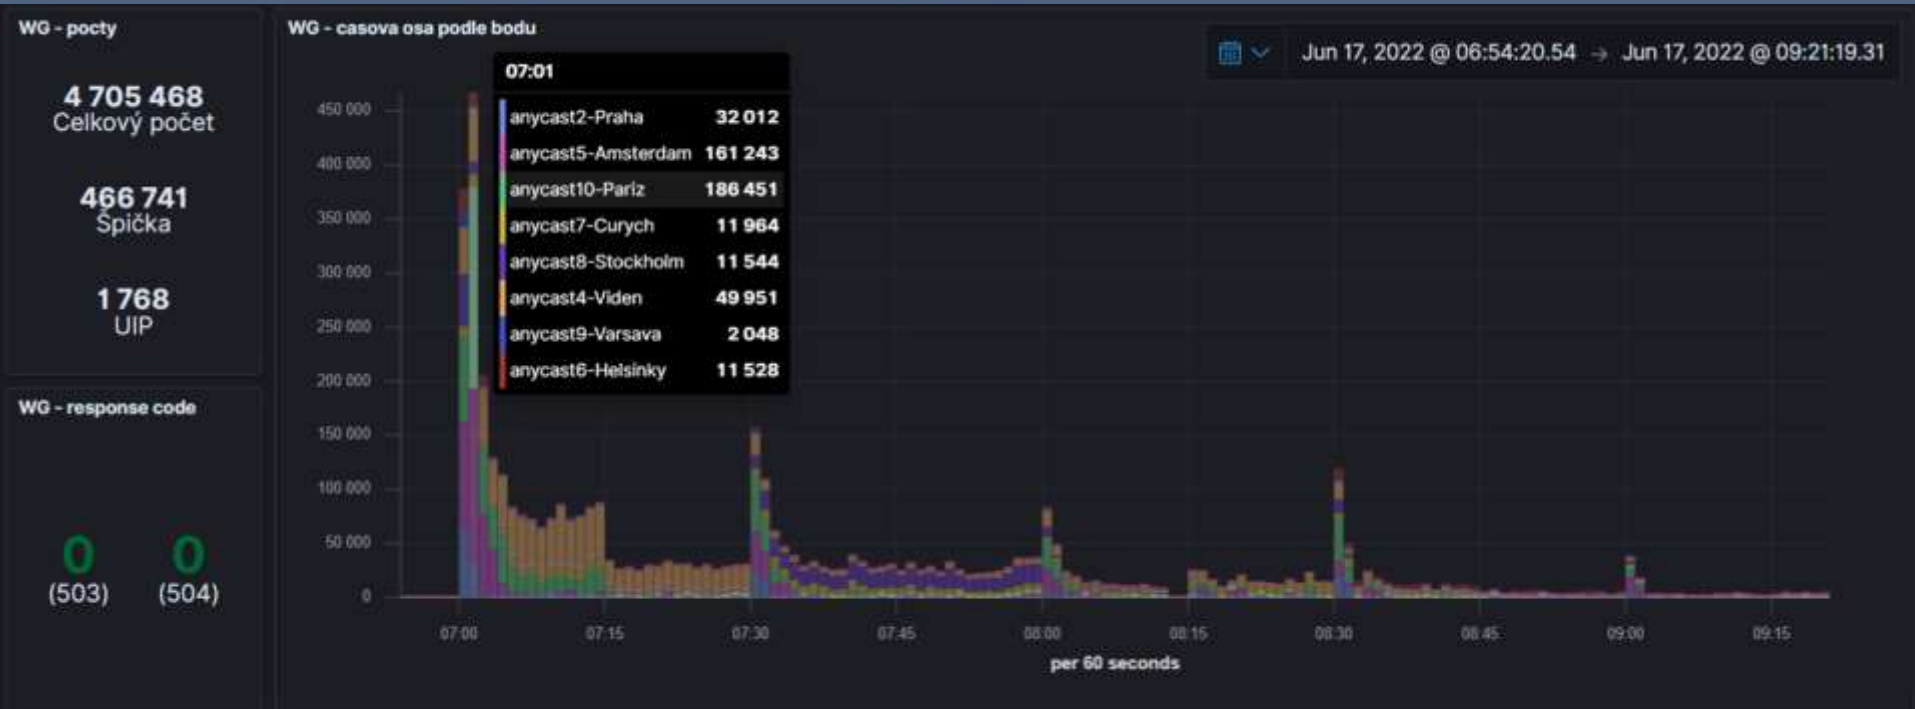 WG - pocty
4 705 468
Celkový počet
466 741
Špička
1 768
UIP
WG - response code
0 0
(503) (504)
WG - casova osa podle bodu
Jun 17, 2022 @ 06:54:20.54 → Jun 17, 2022 @ 09:21:19.31
07:01
anycast2-Praha 32 012
anycast5-Amsterdam 161 243
anycast10-Pariz 186 451
anycast7-Curych 11 964
anycast8-Stockholm 11 544
anycast4-Viden 49 951
anycast9-Varsava 2 048
anycast6-Helsinky 11 528
450 000
400 000
350 000
300 000
250 000
200 000
150 000
100 000
50 000
0
07:00 07:15 07:30 07:45 08:00 08:15 08:30 08:45 09:00 09:15
per 60 seconds